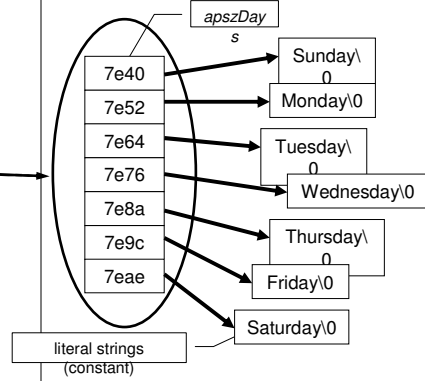 apszDay
s
7e40
7e52
7e64
7e76
7e8a
7e9c
7eae
Sunday\
0
Monday\0
Tuesday\
0
Wednesday\0
Thursday\
0
Friday\0
Saturday\0
literal strings
(constant)